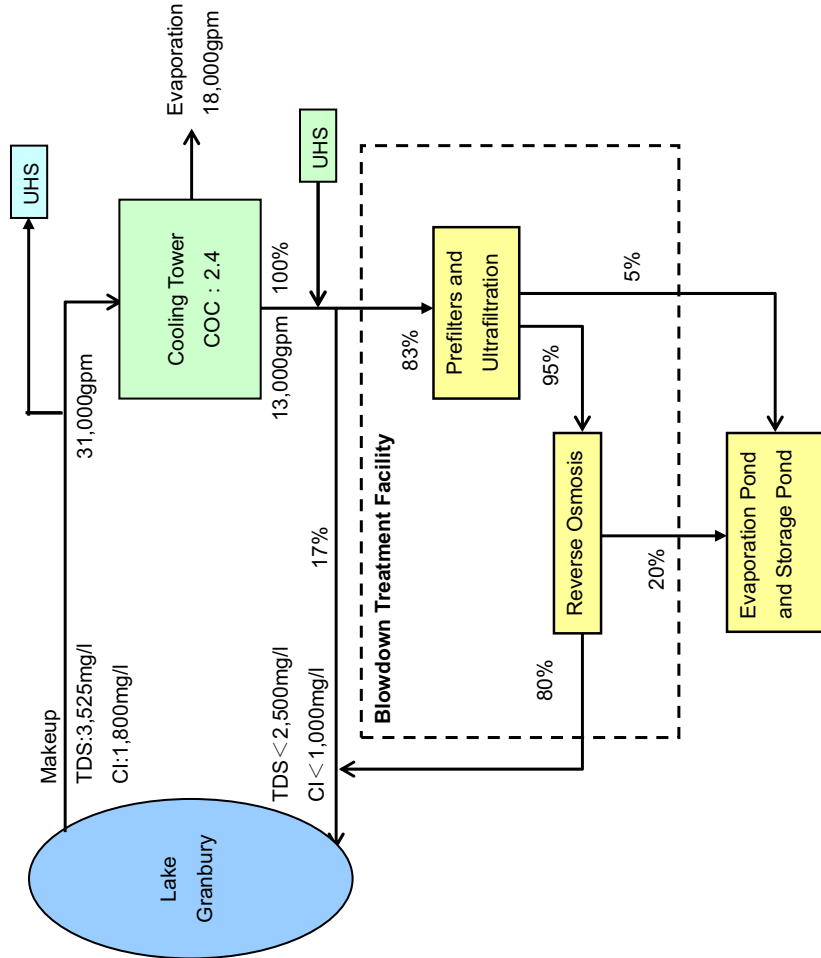 Lake
Granbury
Makeup
TDS:3,525mg/l
Cl:1,800mg/l
31,000gpm
UHS
Cooling Tower
COC : 2.4
Evaporation
18,000gpm
13,000gpm
100%
UHS
17%
TDS<2,500mg/l
Cl<1,000mg/l
83%
Blowdown Treatment Facility
Prefilters and
Ultrafiltration
95%
5%
Reverse Osmosis
80%
20%
Evaporation Pond
and Storage Pond